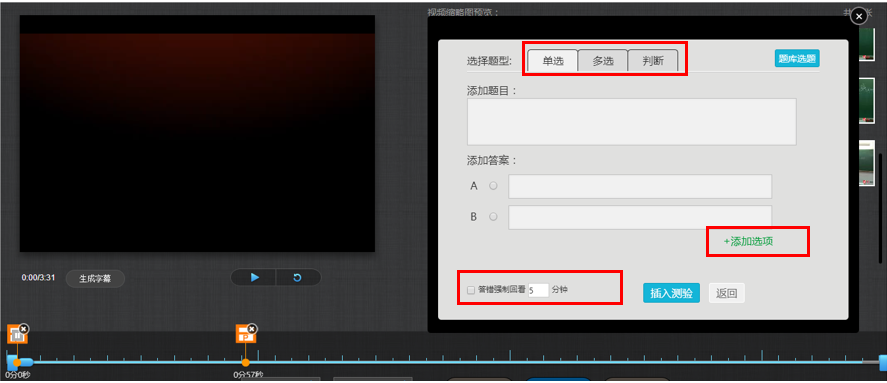 视频缩略图预览：
选择题型:
单选
多选
判断
题库选题
添加题目：
添加答案：
A
B
+添加选项
0:00/3:31
生成字幕
答错强制回看 5 分钟
插入测验
返回
P
0分0秒
0分57秒